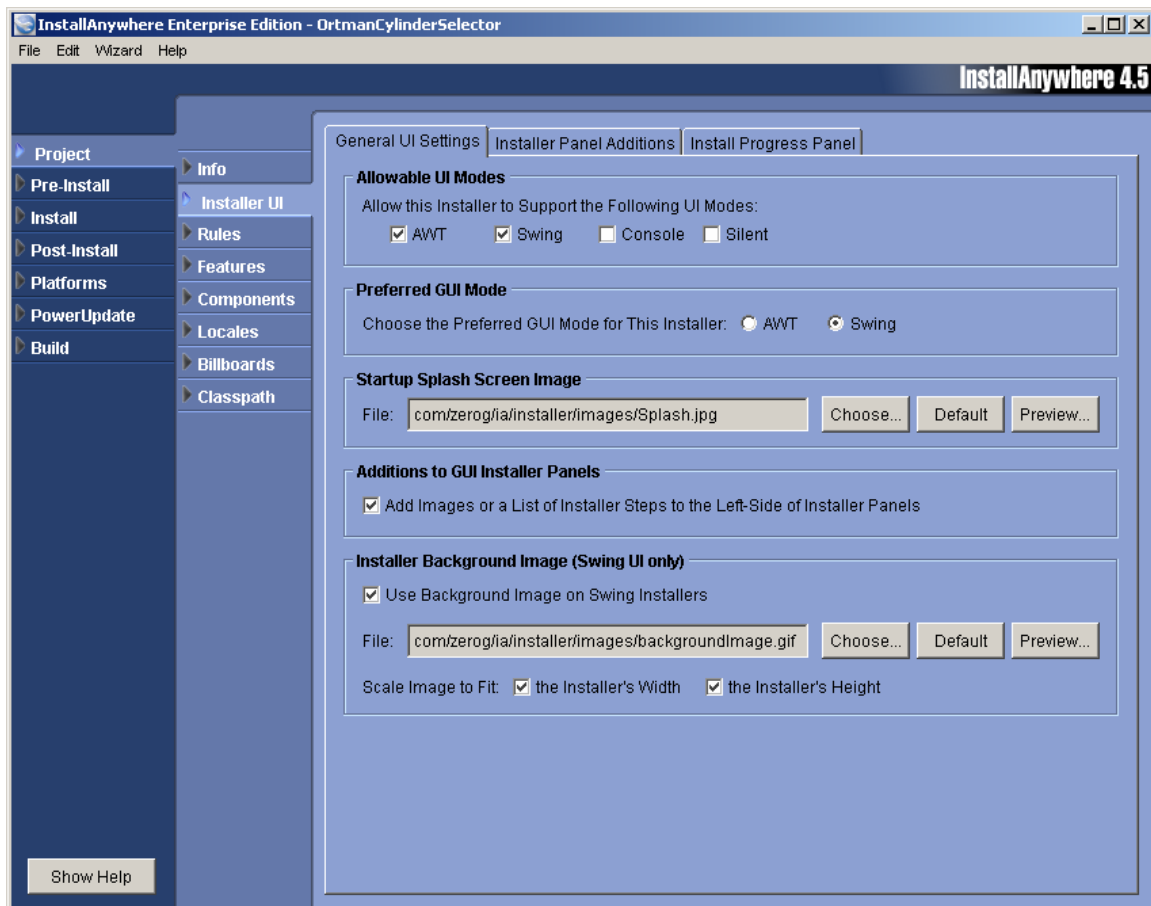 InstallAnywhere Enterprise Edition - OrtmanCylinderSelector
File Edit Wizard Help
InstallAnywhere 4.5
Project
Pre-Install
Install
Post-Install
Platforms
PowerUpdate
Build
Info
Installer UI
Rules
Features
Components
Locales
Billboards
Classpath
General UI Settings Installer Panel Additions Install Progress Panel
Allowable UI Modes
Allow this Installer to Support the Following UI Modes:
AWT Swing Console Silent
Preferred GUI Mode
Choose the Preferred GUI Mode for This Installer: AWT Swing
Startup Splash Screen Image
File: com/zerog/ia/installer/images/Splash.jpg Choose... Default Preview...
Additions to GUI Installer Panels
Add Images or a List of Installer Steps to the Left-Side of Installer Panels
Installer Background Image (Swing UI only)
Use Background Image on Swing Installers
File: com/zerog/ia/installer/images/backgroundImage.gif Choose... Default Preview...
Scale Image to Fit: the Installer's Width the Installer's Height
Show Help